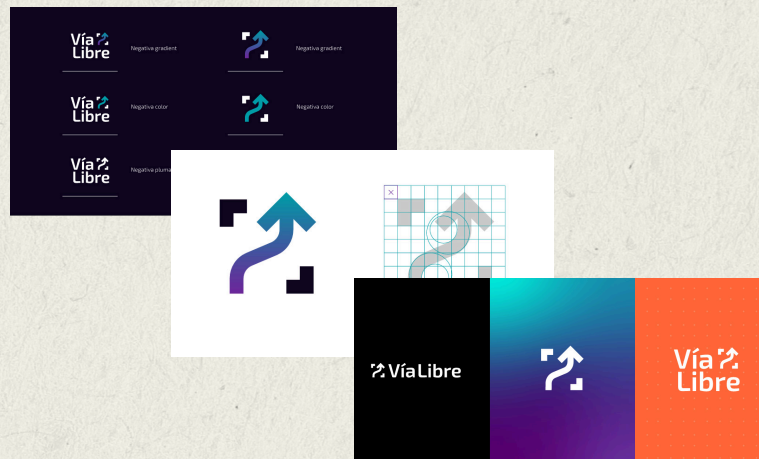 Vía
Libre
Negativa gradient
Negativa gradient
Vía
Libre
Negativa color
Negativa color
Vía
Libre
Negativa pluma
Vía Libre
Vía
Libre